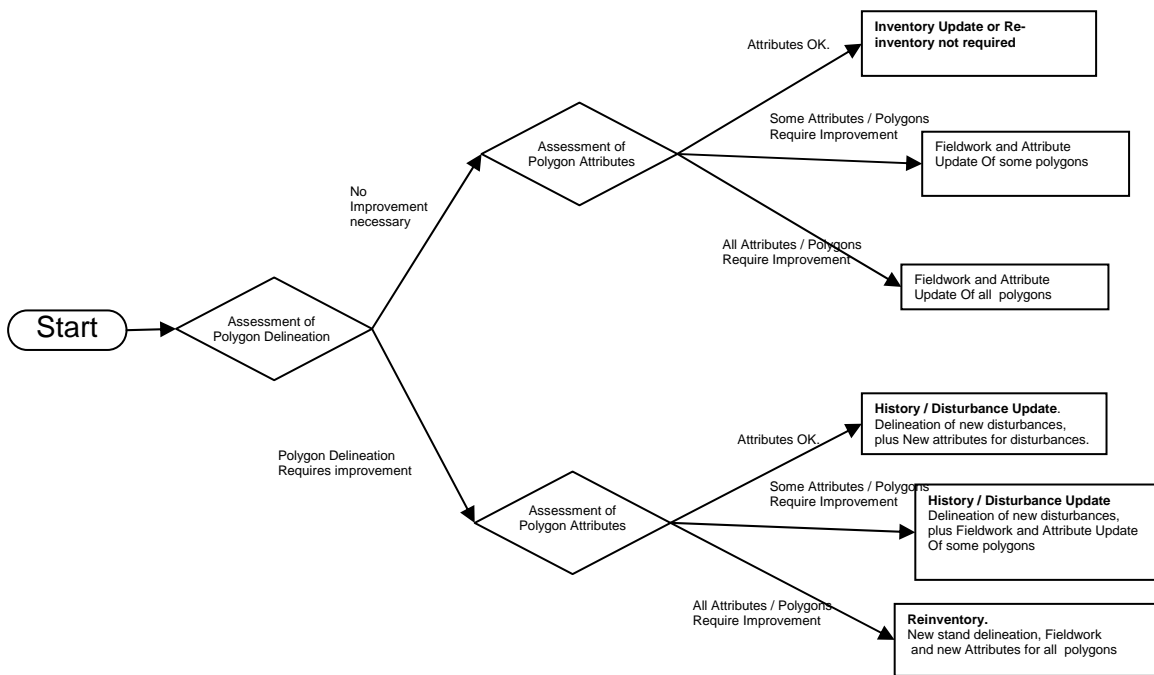 Start
Assessment of
Polygon Delineation
No
Improvement
necessary
Polygon Delineation
Requires improvement
Assessment of
Polygon Attributes
Attributes OK.
Inventory Update or Re-
inventory not required
Some Attributes / Polygons
Require Improvement
Fieldwork and Attribute
Update Of some polygons
All Attributes / Polygons
Require Improvement
Fieldwork and Attribute
Update Of all polygons
Assessment of
Polygon Attributes
Attributes OK.
History / Disturbance Update.
Delineation of new disturbances,
plus New attributes for disturbances.
Some Attributes / Polygons
Require Improvement
History / Disturbance Update
Delineation of new disturbances,
plus Fieldwork and Attribute Update
Of some polygons
All Attributes / Polygons
Require Improvement
Reinventory.
New stand delineation, Fieldwork
and new Attributes for all polygons